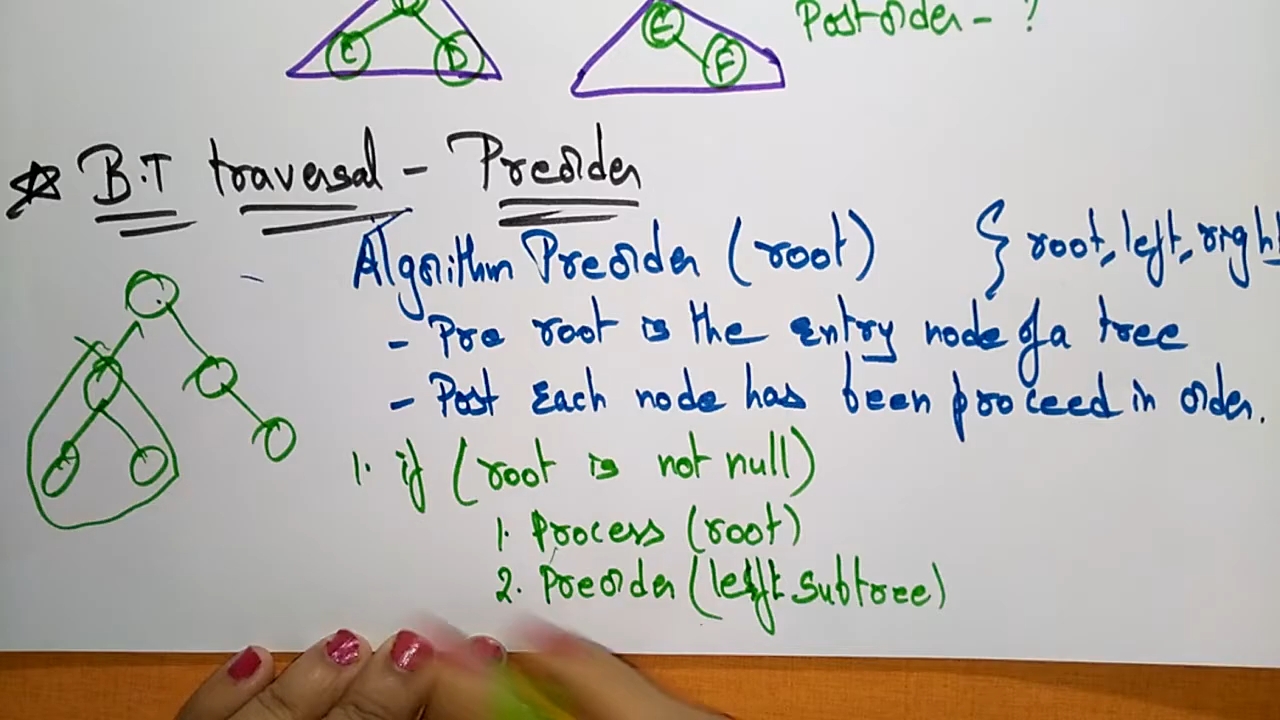 Postorder - ?
C D E F
B.T traversal - Preorder
Algorithm Preorder (root) { root, left, right
- Pre root is the entry node of a tree
- Post Each node has been proceed in order.
1. if (root is not null)
1. Process (root)
2. Preorder (left subtree)